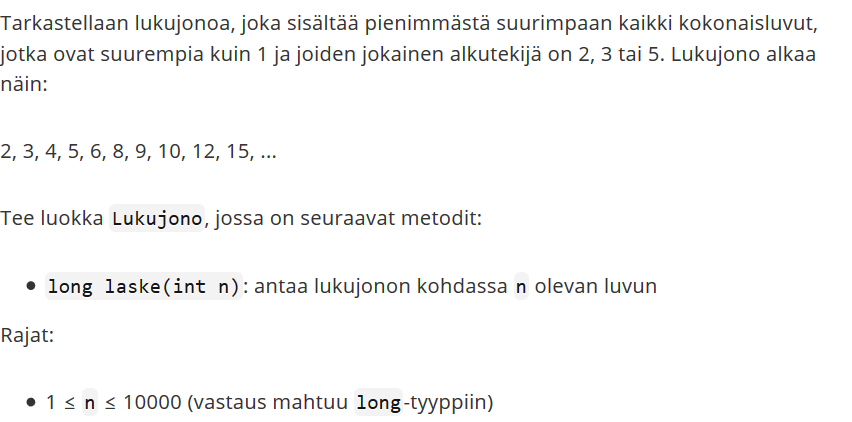 Tarkastellaan lukujonoa, joka sisältää pienimmästä suurimpaan kaikki kokonaisluvut,
jotka ovat suurempia kuin 1 ja joiden jokainen alkutekijä on 2, 3 tai 5. Lukujono alkaa
näin:
2, 3, 4, 5, 6, 8, 9, 10, 12, 15, ...
Tee luokka Lukujono, jossa on seuraavat metodit:
• long laske(int n): antaa lukujonon kohdassa n olevan luvun
Rajat:
• 1 ≤ n ≤ 10000 (vastaus mahtuu long-tyyppiin)